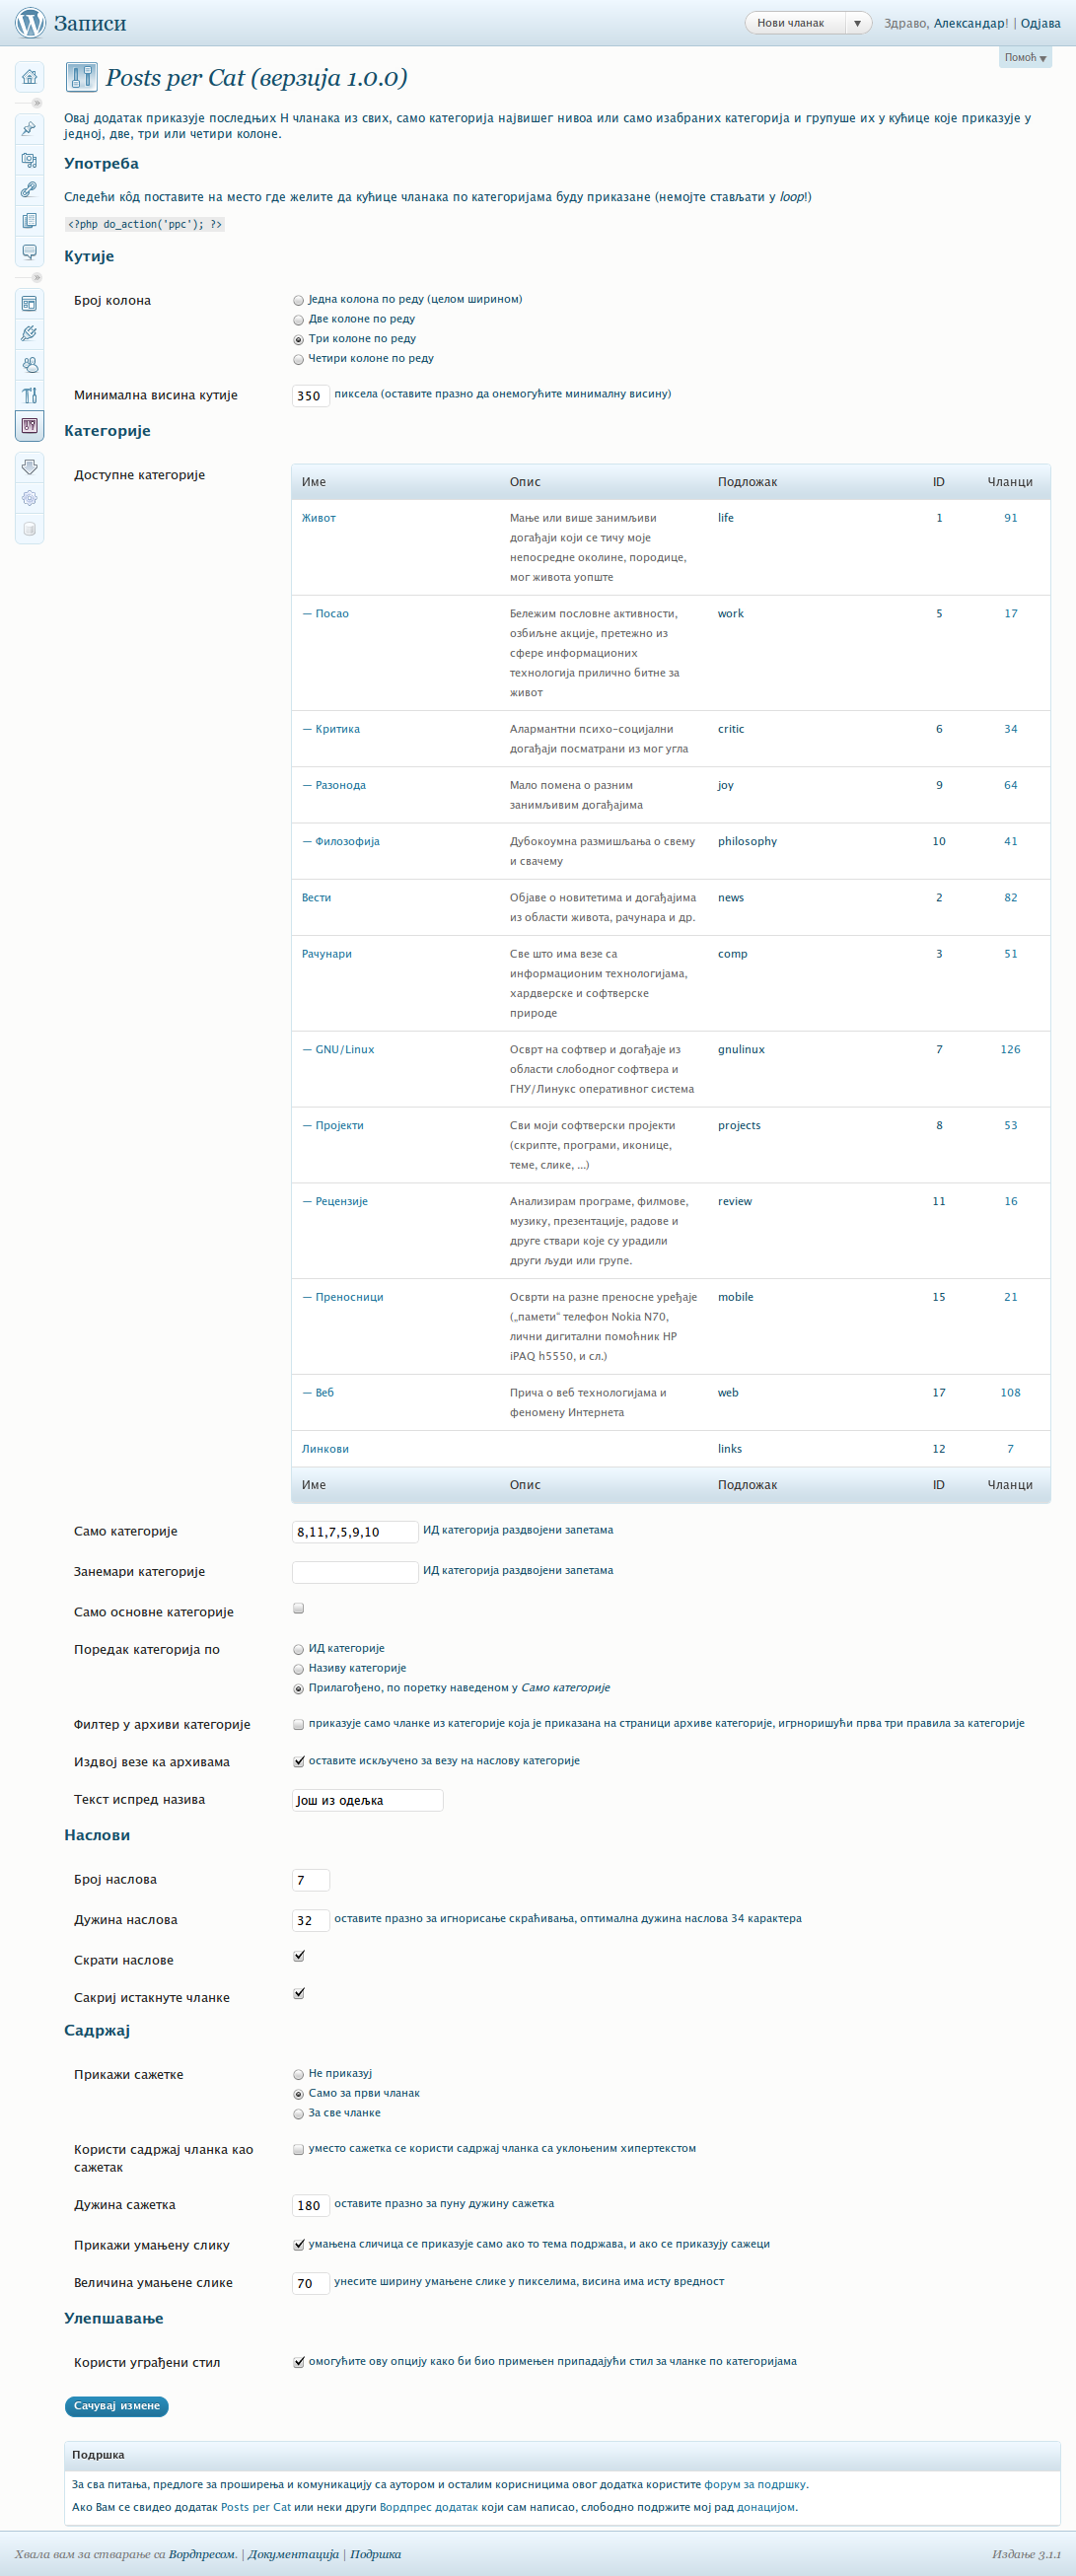 Записи
Нови чланак
Здраво, Александар! | Одјава
Помоћ
Posts per Cat (верзија 1.0.0)
Овај додатак приказује последњих Н чланака из свих, само категорија највишег нивоа или само изабраних категорија и групуше их у кућице које приказује у
једној, две, три или четири колоне.
Употреба
Следећи кôд поставите на место где желите да кућице чланака по категоријама буду приказане (немојте стављати у loop!)
<?php do_action('ppc'); ?>
Кутије
Број колона
Једна колона по реду (целом ширином)
Две колоне по реду
Три колоне по реду
Четири колоне по реду
Минимална висина кутије 350 пиксела (оставите празно да онемогућите минималну висину)
Категорије
Доступне категорије
Име Опис Подложак ID Чланци
Живот Мање или више занимљиви life 1 91
догађаји који се тичу моје
непосредне околине, породице,
мог живота уопште
— Посао Бележим пословне активности, work 5 17
озбиљне акције, претежно из
сфере информационих
технологија прилично битне за
живот
— Критика Алармантни психо-социјални critic 6 34
догађаји посматрани из мог угла
— Разонода Мало помена о разним joy 9 64
занимљивим догађајима
— Филозофија Дубокоумна размишљања о свему philosophy 10 41
и свачему
Вести Објаве о новитетима и догађајима news 2 82
из области живота, рачунара и др.
Рачунари Све што има везе са comp 3 51
информационим технологијама,
хардверске и софтверске
природе
— GNU/Linux Осврт на софтвер и догађаје из gnulinux 7 126
области слободног софтвера и
ГНУ/Линукс оперативног система
— Пројекти Сви моји софтверски пројекти projects 8 53
(скрипте, програми, иконице,
теме, слике, ...)
— Рецензије Анализирам програме, филмове, review 11 16
музику, презентације, радове и
друге ствари које су урадили
други људи или групе.
— Преносници Осврти на разне преносне уређаје mobile 15 21
(„памети" телефон Nokia N70,
лични дигитални помоћник HP
iPAQ h5550, и сл.)
— Веб Прича о веб технологијама и web 17 108
феномену Интернета
Линкови links 12 7
Име Опис Подложак ID Чланци
Само категорије 8,11,7,5,9,10 ИД категорија раздвојени запетама
Занемари категорије ИД категорија раздвојени запетама
Само основне категорије
Поредак категорија по
ИД категорије
Називу категорије
Прилагођено, по поретку наведеном у Само категорије
Филтер у архиви категорије приказује само чланке из категорије која је приказана на страници архиве категорије, игрноришући прва три правила за категорије
Издвој везе ка архивама оставите искључено за везу на наслову категорије
Текст испред назива Још из одељка
Наслови
Број наслова 7
Дужина наслова 32 оставите празно за игнорисање скраћивања, оптимална дужина наслова 34 карактера
Скрати наслове
Сакриј истакнуте чланке
Садржај
Прикажи сажетке
Не приказуј
Само за први чланак
За све чланке
Користи садржај чланка као уместо сажетка се користи садржај чланка са уклоњеним хипертекстом
сажетак
Дужина сажетка 180 оставите празно за пуну дужину сажетка
Прикажи умањену слику умањена сличица се приказује само ако то тема подржава, и ако се приказују сажеци
Величина умањене слике 70 унесите ширину умањене слике у пикселима, висина има исту вредност
Улепшавање
Користи уграђени стил омогућите ову опцију како би био примењен припадајући стил за чланке по категоријама
Сачувај измене
Подршка
За сва питања, предлоге за проширења и комуникацију са аутором и осталим корисницима овог додатка користите форум за подршку.
Ако Вам се свидео додатак Posts per Cat или неки други Вордпрес додатак који сам написао, слободно подржите мој рад донацијом.
Хвала вам за стварање са Вордпресом. | Документација | Подршка
Издање 3.1.1